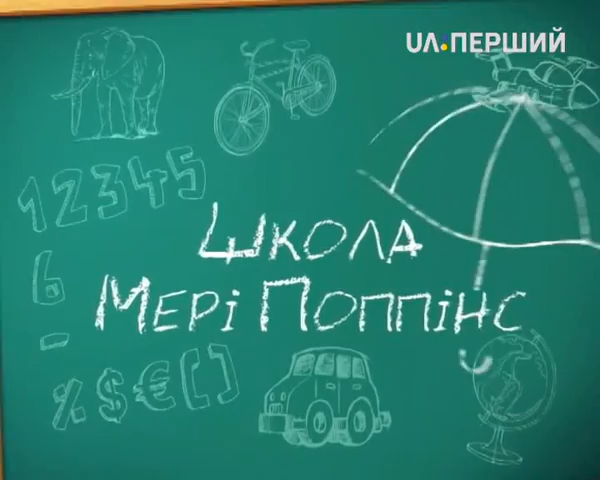 UA:ПЕРШИЙ
12345
ШКОЛА
6
МЕРІ ПОППІНС
-
% $ € [ ]